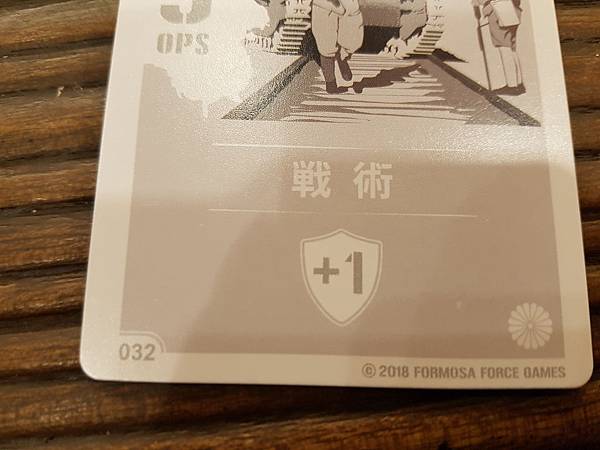 OPS
戦術
+1
032
© 2018 FORMOSA FORCE GAMES